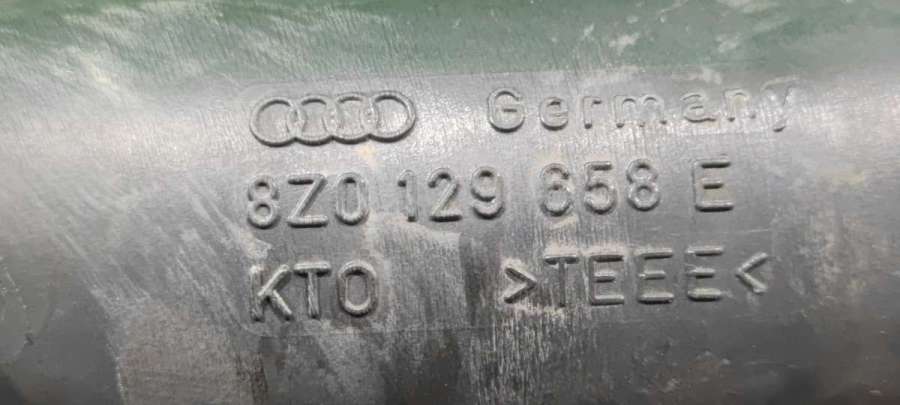 Germany
8Z0 129 658 E
KTO >TEEE<